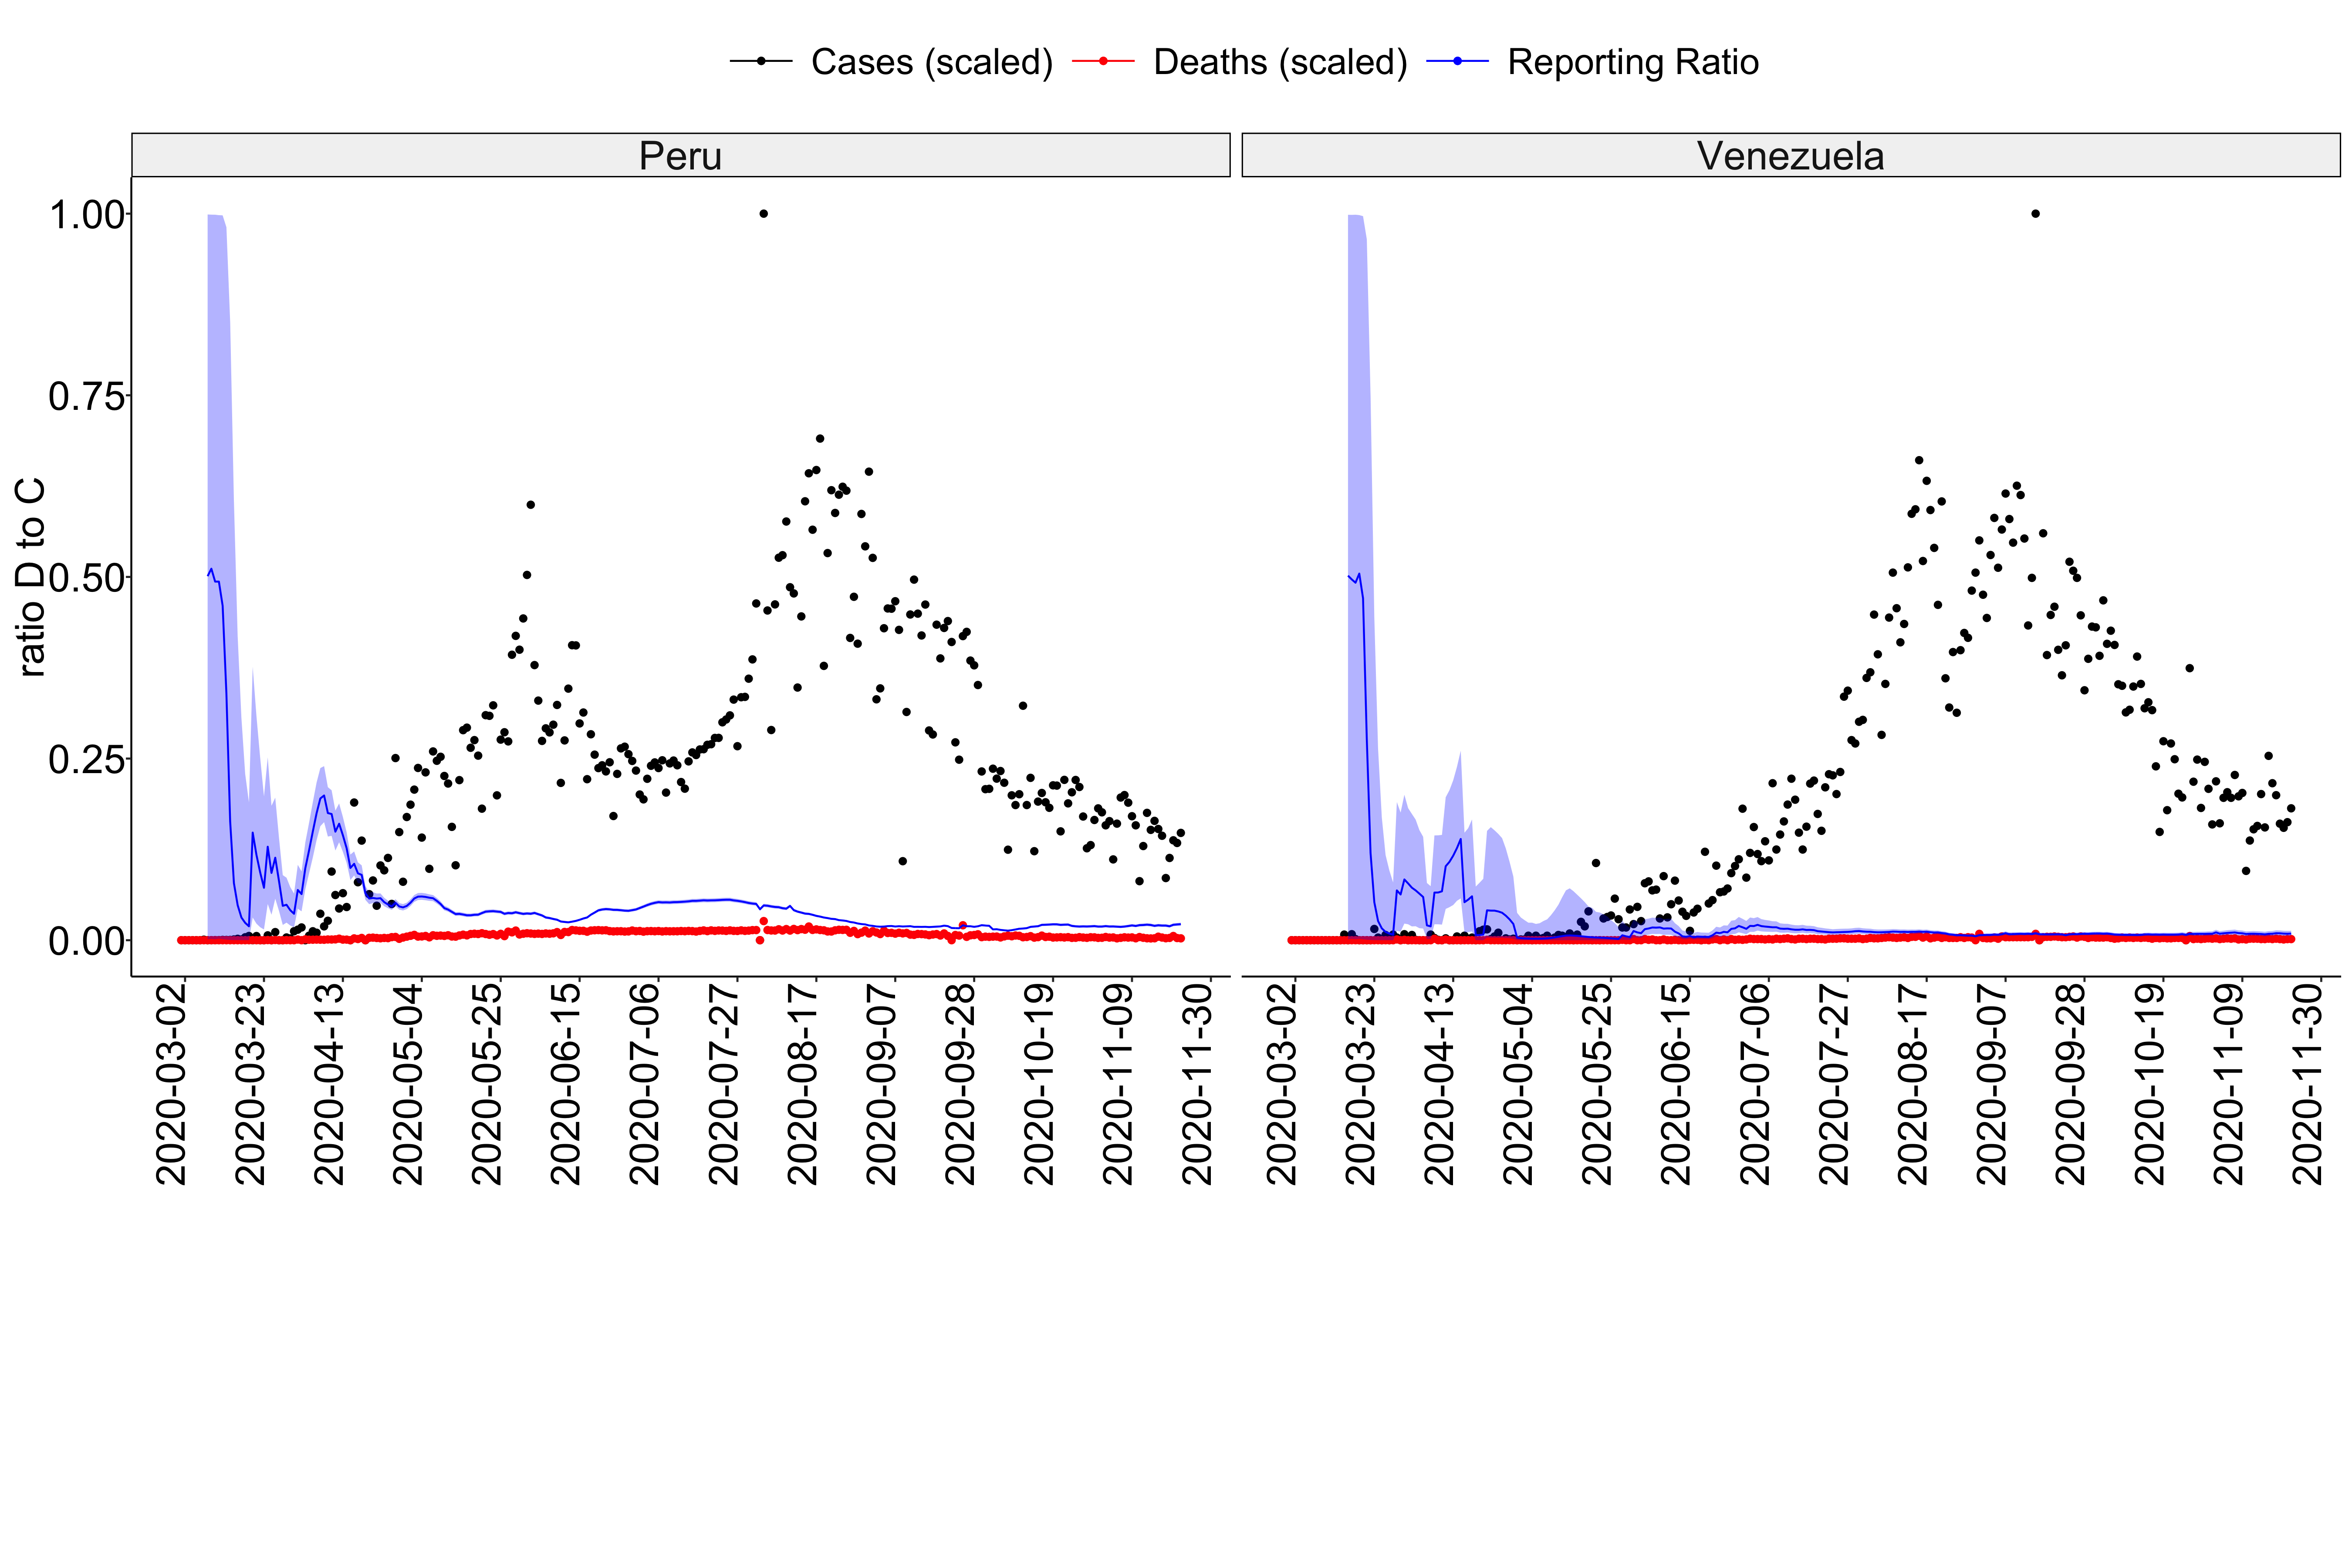 Cases (scaled) Deaths (scaled) Reporting Ratio
Peru Venezuela
ratio D to C
1.00
0.75
0.50
0.25
0.00
2020-03-02 2020-03-23 2020-04-13 2020-05-04 2020-05-25 2020-06-15 2020-07-06 2020-07-27 2020-08-17 2020-09-07 2020-09-28 2020-10-19 2020-11-09 2020-11-30 2020-03-02 2020-03-23 2020-04-13 2020-05-04 2020-05-25 2020-06-15 2020-07-06 2020-07-27 2020-08-17 2020-09-07 2020-09-28 2020-10-19 2020-11-09 2020-11-30